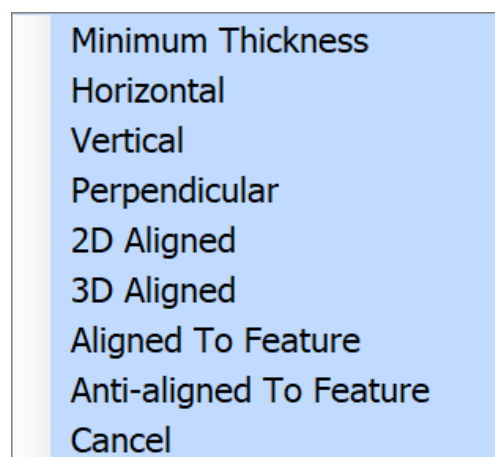 Minimum Thickness
Horizontal
Vertical
Perpendicular
2D Aligned
3D Aligned
Aligned To Feature
Anti-aligned To Feature
Cancel